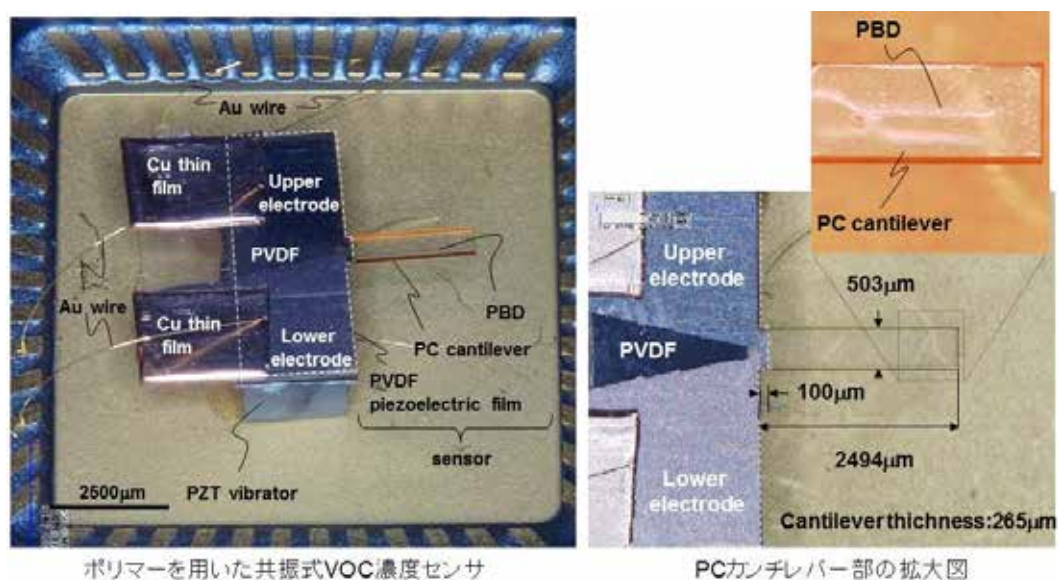 Au wire
Cu thin
film
Upper
electrode
PVDF
Au wire
Cu thin
film
Lower
electrode
PBD
PC cantilever
PVDF
piezoelectric film
sensor
2500μm
PZT vibrator
ポリマーを用いた共振式VOC濃度センサ
PBD
PC cantilever
Upper
electrode
503μm
PVDF
100μm
2494μm
Lower
electrode
Cantilever thickness:265μm
PCカンチレバー部の拡大図